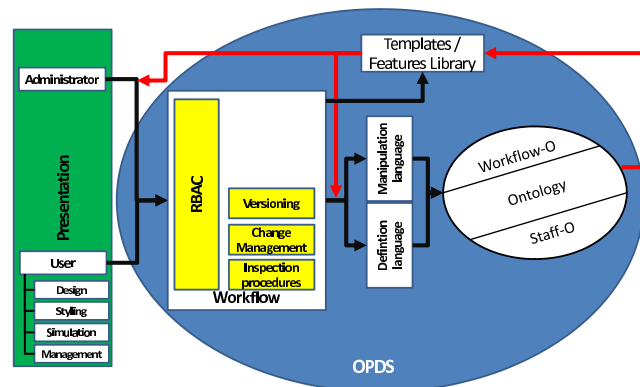 Presentation
Administrator
User
Design
Stylling
Simulation
Management
RBAC
Versioning
Change
Management
Inspection
procedures
Workflow
Templates /
Features Library
Manipulation
language
Defintion
language
Workflow-O
Ontology
Staff-O
OPDS